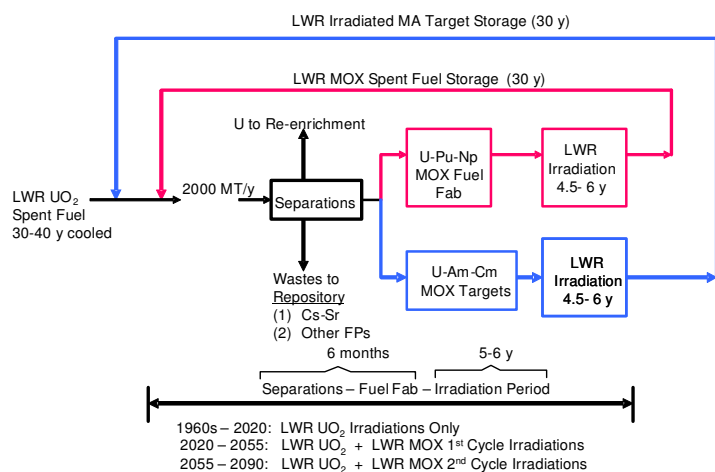 LWR Irradiated MA Target Storage (30 y)
LWR MOX Spent Fuel Storage (30 y)
U to Re-enrichment
U-Pu-Np
MOX Fuel
Fab
LWR
Irradiation
4.5- 6 y
LWR UO2
Spent Fuel
30-40 y cooled
2000 MT/y
Separations
Wastes to
Repository
(1) Cs-Sr
(2) Other FPs
U-Am-Cm
MOX Targets
LWR
Irradiation
4.5- 6 y
6 months
5-6 y
Separations – Fuel Fab – Irradiation Period
1960s – 2020: LWR UO2 Irradiations Only
2020 – 2055: LWR UO2 + LWR MOX 1st Cycle Irradiations
2055 – 2090: LWR UO2 + LWR MOX 2nd Cycle Irradiations